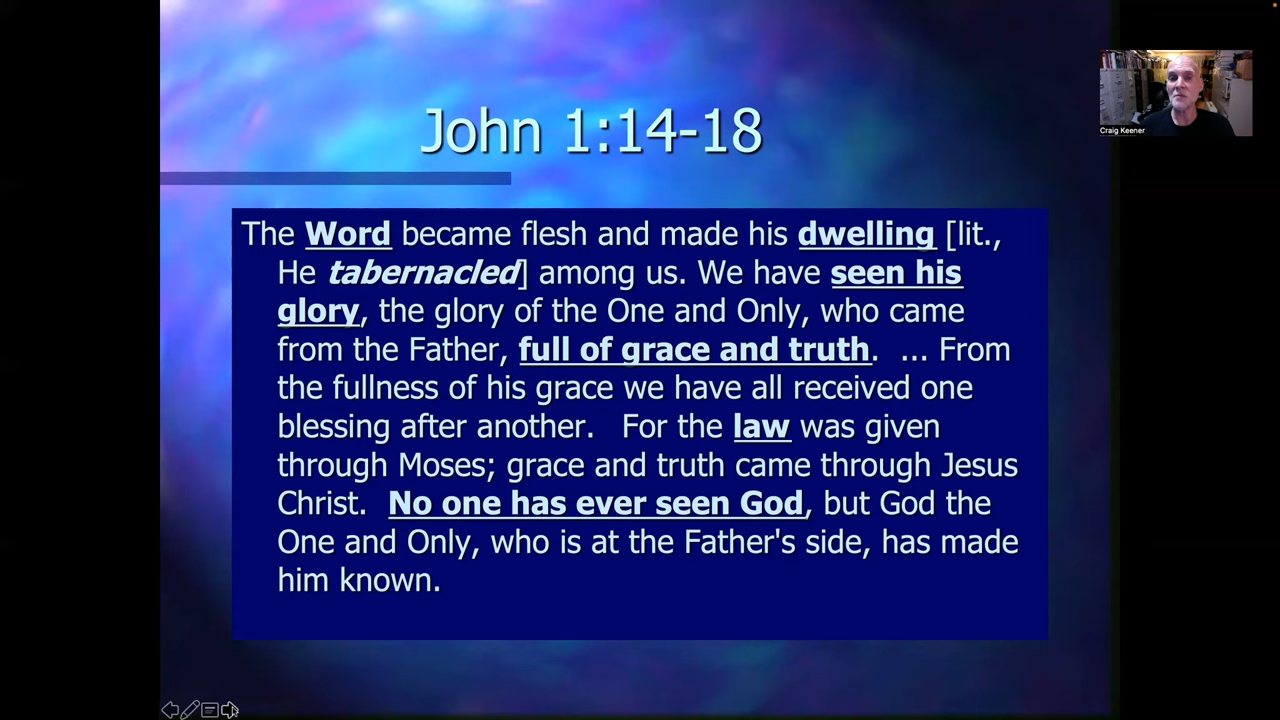 John 1:14-18
Craig Keener
The Word became flesh and made his dwelling [lit.,
He tabernacled] among us. We have seen his
glory, the glory of the One and Only, who came
from the Father, full of grace and truth. ... From
the fullness of his grace we have all received one
blessing after another. For the law was given
through Moses; grace and truth came through Jesus
Christ. No one has ever seen God, but God the
One and Only, who is at the Father's side, has made
him known.